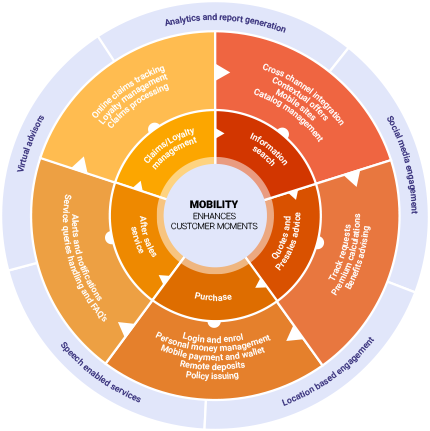 Analytics and report generation
Social media engagement
Location based engagement
Speech enabled services
Virtual advisors
Cross channel integration
Contextual offers
Mobile sites
Catalog management
Track requests
Premium calculations
Benefits advising
Login and enrol
Personal money management
Mobile payment and wallet
Remote deposits
Policy issuing
Alerts and notifications
Service queries handling and FAQ's
Online claims tracking
Loyalty management
Claims processing
Information
search
Quotes and
Presales advice
Purchase
After sales
service
Claims/Loyalty
management
MOBILITY
ENHANCES
CUSTOMER MOMENTS